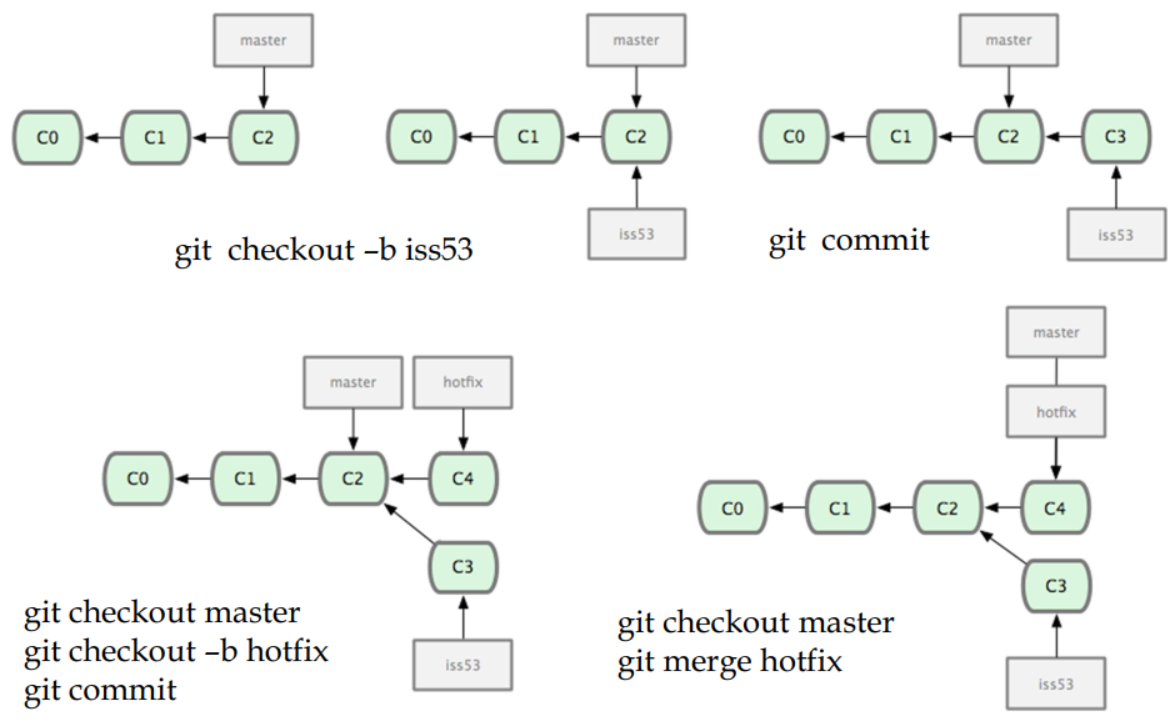 master
master
master
C0
C1
C2
C0
C1
C2
C0
C1
C2
C3
iss53
iss53
git checkout –b iss53
git commit
master
hotfix
C0
C1
C2
C4
C3
iss53
git checkout master
git checkout –b hotfix
git commit
master
hotfix
C0
C1
C2
C4
C3
iss53
git checkout master
git merge hotfix